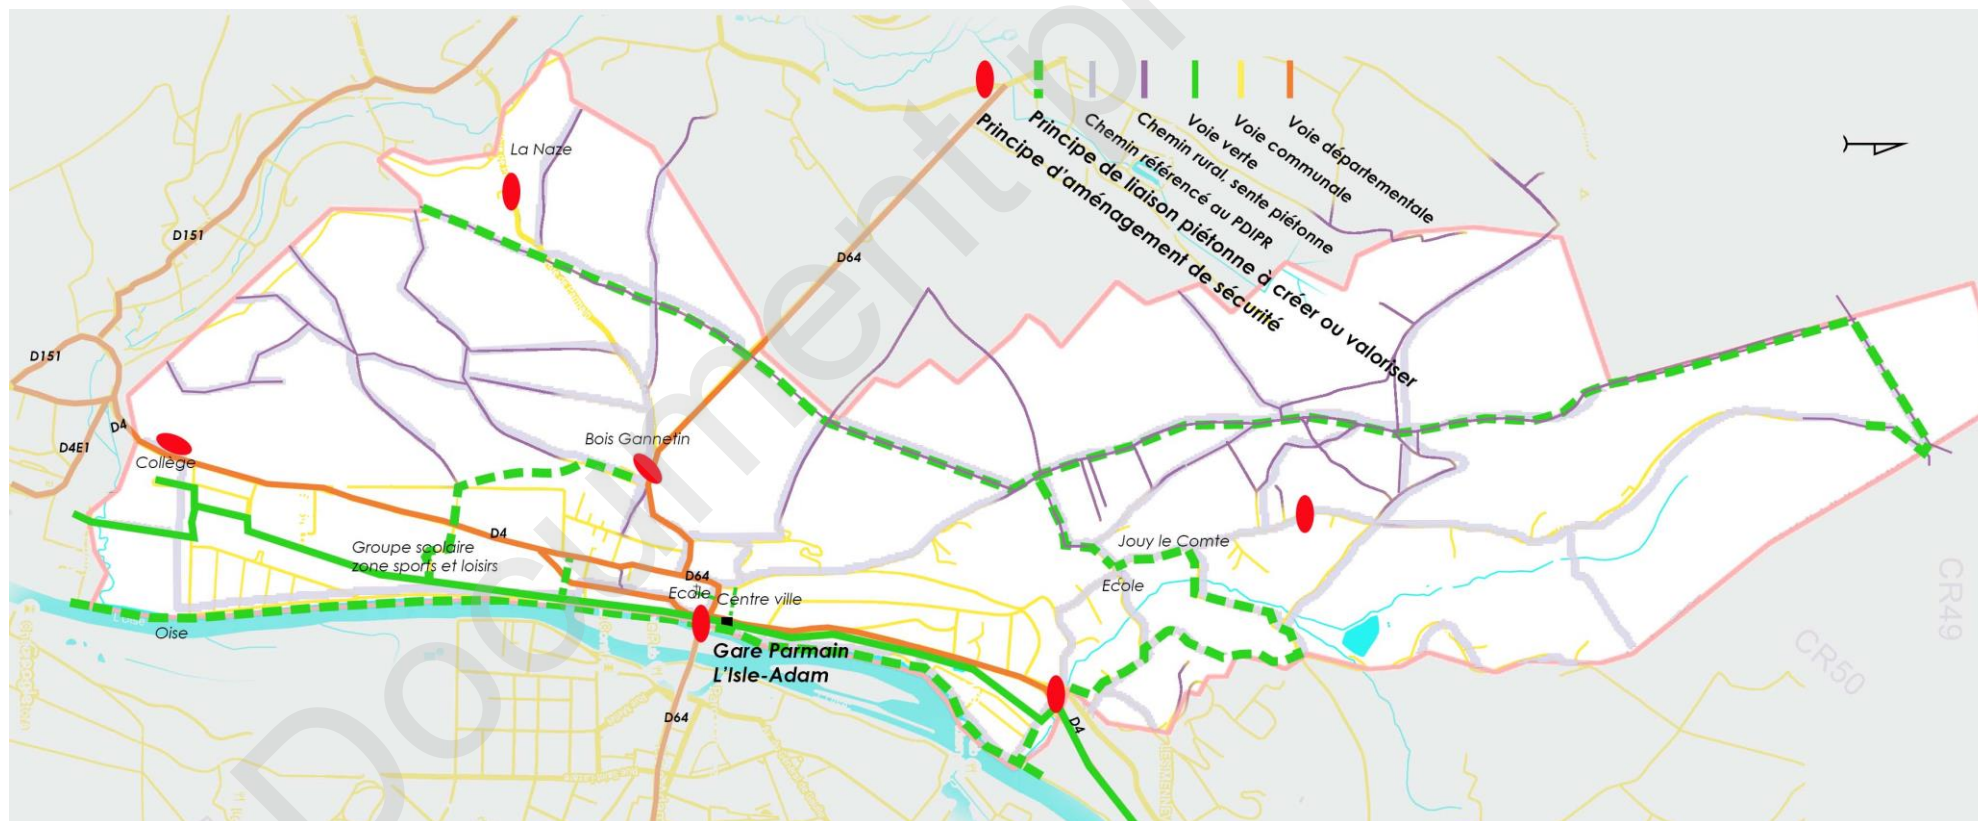 La Naze
D151
D64
Principe d'aménagement de sécurité
Principe de liaison piétonne à créer ou valoriser
Chemin référencé au PDIPR
Chemin rural, sente piétonne
Voie verte
Voie communale
Voie départementale
D151
D4
D4E1
Collège
Bois Gannetin
D4
Groupe scolaire
zone sports et loisirs
Jouy le Comte
Ecole
D64
Ecole
Centre ville
Oise
Gare Parmain
L'Isle-Adam
D64
D4
CR49
CR50
Document pr